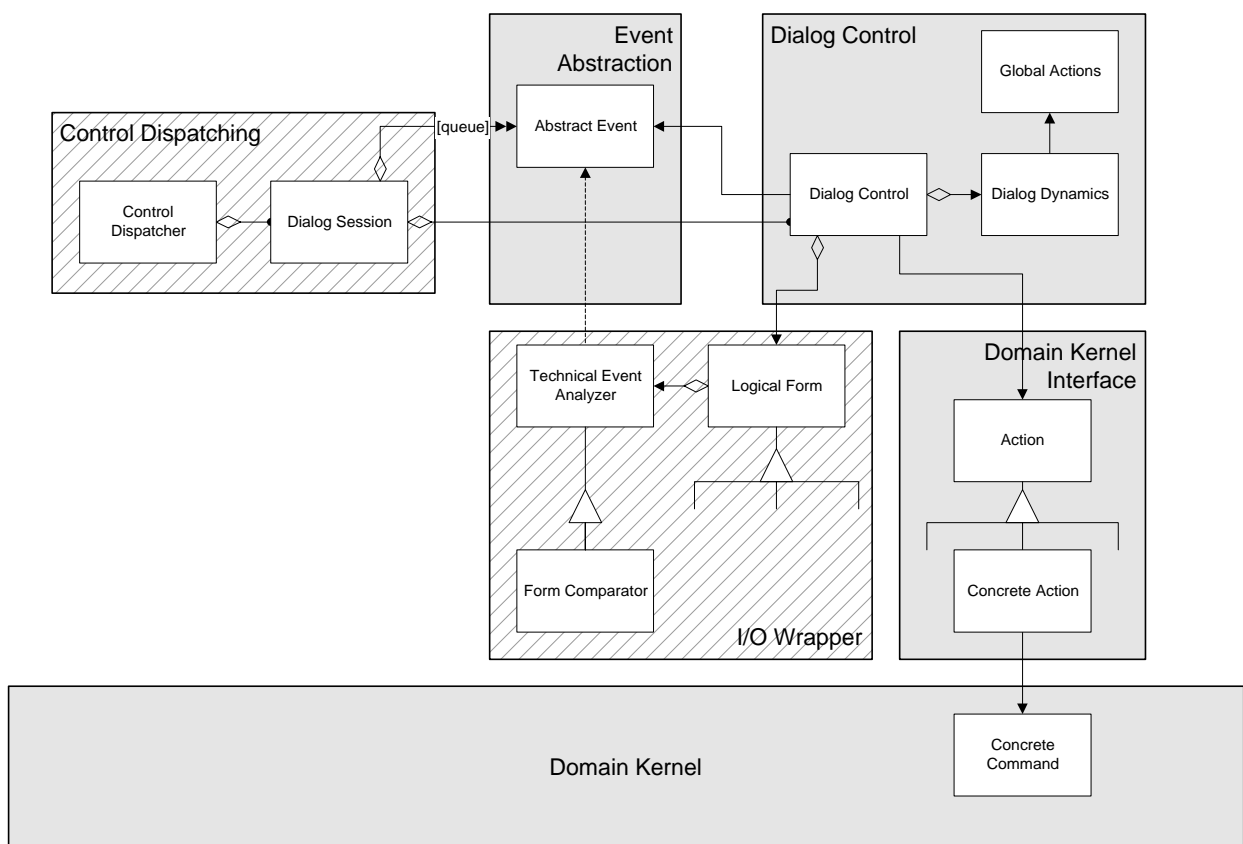 Event
Abstraction
Dialog Control
Global Actions
Control Dispatching
[queue]
Abstract Event
Control
Dispatcher
Dialog Session
Dialog Control
Dialog Dynamics
Technical Event
Analyzer
Logical Form
Domain Kernel
Interface
Action
Form Comparator
Concrete Action
I/O Wrapper
Domain Kernel
Concrete
Command